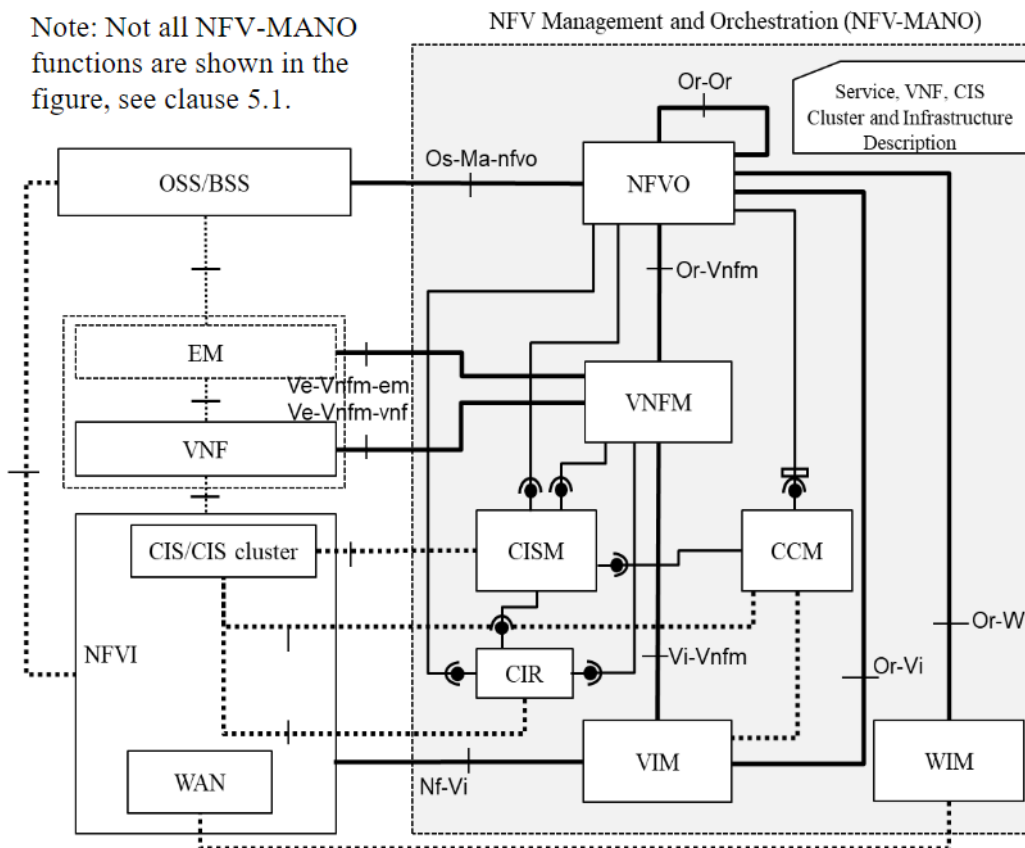 NFV Management and Orchestration (NFV-MANO)
Note: Not all NFV-MANO
functions are shown in the
figure, see clause 5.1.
Or-Or
Service, VNF, CIS
Cluster and Infrastructure
Description
Os-Ma-nfvo
OSS/BSS
NFVO
Or-Vnfm
EM
Ve-Vnfm-em
Ve-Vnfm-vnf
VNFM
VNF
CIS/CIS cluster
CISM
CCM
NFVI
Or-W
Vi-Vnfm
Or-Vi
CIR
WAN
Nf-Vi
VIM
WIM